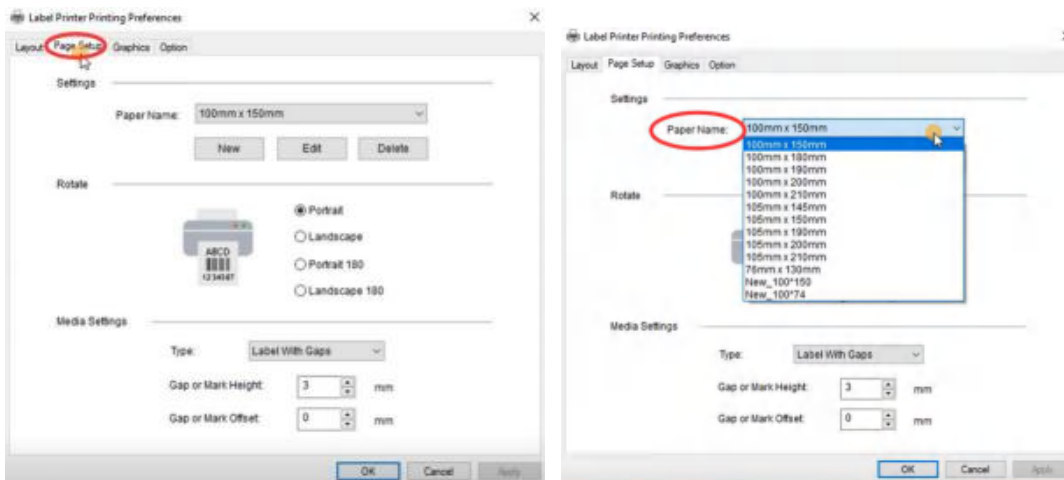 Label Printer Printing Preferences
Layout Page Setup Graphics Option
Settings
Paper Name: 100mm x 150mm
New Edit Delete
Rotate
ABCD
1234567
Portrait
Landscape
Portrait 180
Landscape 180
Media Settings
Type: Label With Gaps
Gap or Mark Height: 3 mm
Gap or Mark Offset: 0 mm
OK Cancel Apply
Label Printer Printing Preferences
Layout Page Setup Graphics Option
Settings
Paper Name: 100mm x 150mm
100mm x 150mm
100mm x 180mm
100mm x 190mm
100mm x 200mm
100mm x 210mm
105mm x 145mm
105mm x 150mm
105mm x 190mm
105mm x 200mm
105mm x 210mm
76mm x 130mm
New_100*150
New_100*74
Rotate
Media Settings
Type: Label With Gaps
Gap or Mark Height: 3 mm
Gap or Mark Offset: 0 mm
OK Cancel Apply